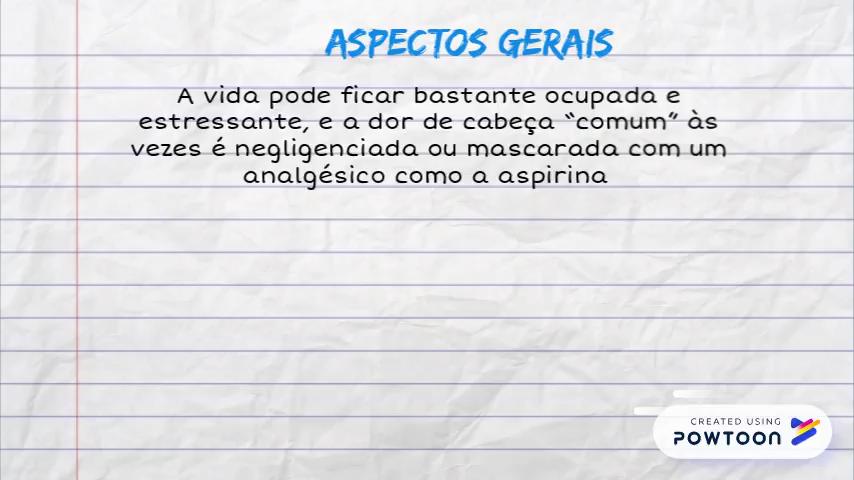 ASPECTOS GERAIS
A vida pode ficar bastante ocupada e
estressante, e a dor de cabeça “comum” às
vezes é negligenciada ou mascarada com um
analgésico como a aspirina
CREATED USING
POWTOON